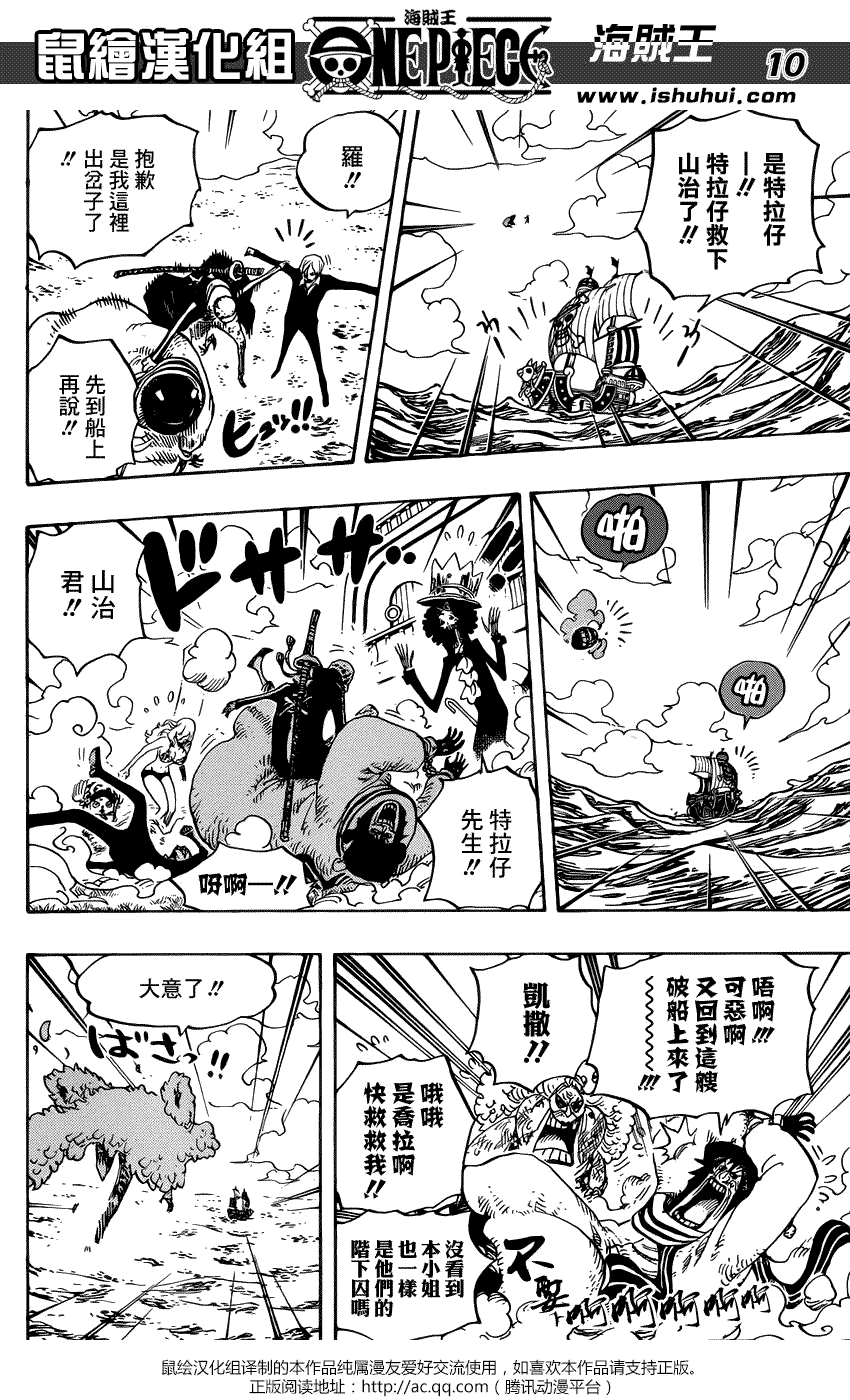 鼠繪漢化組
海賊王
ONE PIECE
海賊王
10
www.ishuhui.com
是特拉仔
—!!
特拉仔救下
山治了!!
羅!!
抱歉
是我這裡
出岔子了
!!
先到船上
再說!!
ヒュッ!!
啪
啪
ドサササ..
山治
君!!
特拉仔
先生!!
呀啊—!!
唔啊!!!
可惡啊
又回到這艘
破船上來了
~~!!!
凱撒!!
哦哦
是喬拉啊
快救救我!!
沒看到
本小姐
也一樣
是他們的
階下囚嗎
不要
啊啊啊啊啊
大意了!!
ばさっ!!
鼠绘汉化组译制的本作品纯属漫友爱好交流使用，如喜欢本作品请支持正版。
正版阅读地址：http://ac.qq.com（腾讯动漫平台）